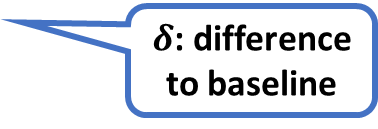 δ: difference
to baseline